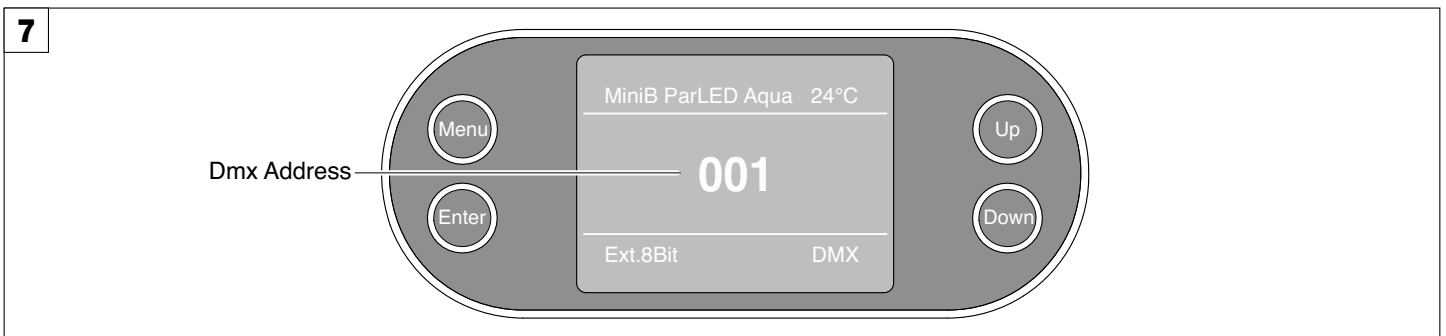 7
MiniB ParLED Aqua 24°C
Menu
Up
Dmx Address
001
Enter
Down
Ext.8Bit DMX